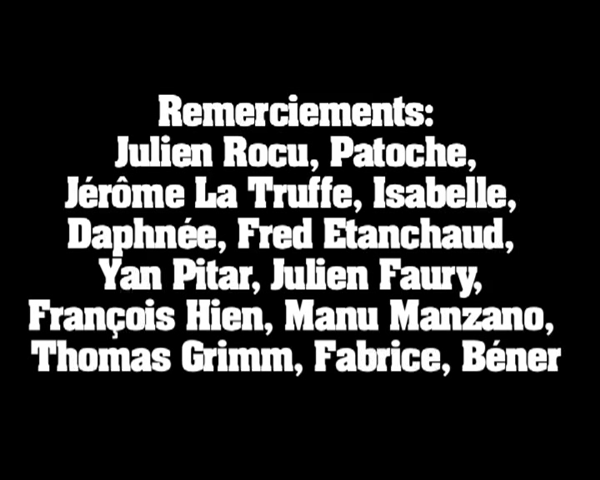 Remerciements:
Julien Rocu, Patoche,
Jérôme La Truffe, Isabelle,
Daphnée, Fred Etanchaud,
Yan Pitar, Julien Faury,
François Hien, Manu Manzano,
Thomas Grimm, Fabrice, Béner